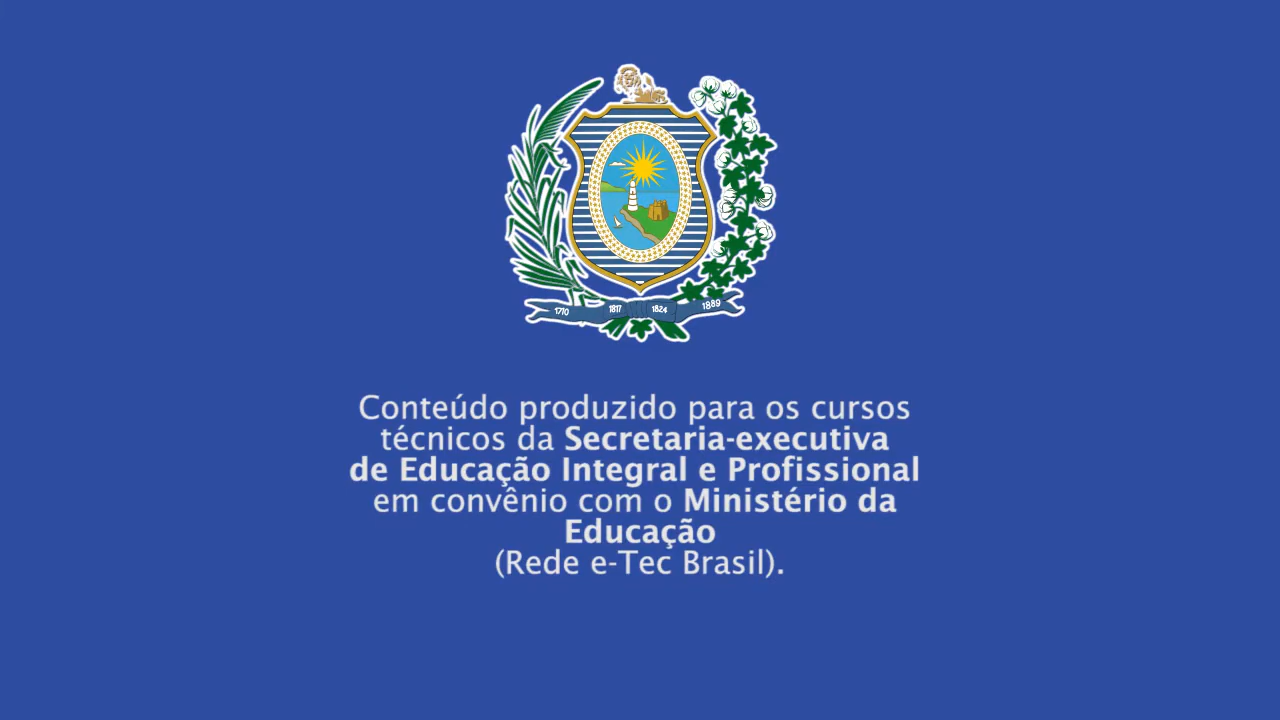 1710 1817 1824 1889
Conteúdo produzido para os cursos
técnicos da Secretaria-executiva
de Educação Integral e Profissional
em convênio com o Ministério da
Educação
(Rede e-Tec Brasil).